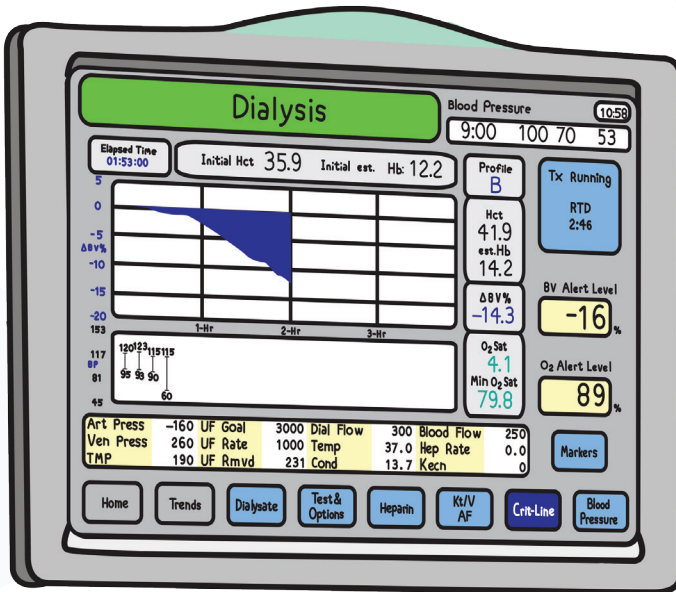 Dialysis
Blood Pressure
10:58
9:00 100 70 53
Elapsed Time
01:53:00
Initial Hct 35.9 Initial est. Hb: 12.2
Profile
B
Tx Running
RTD
2:46
5
0
-5
ΔBV%
-10
-15
-20
1-Hr 2-Hr 3-Hr
Hct
41.9
est.Hb
14.2
ΔBV%
-14.3
BV Alert Level
-16 %
153
117
BP
81
45
120 123 115 115
95 93 90
60
O2 Sat
4.1
Min O2 Sat
79.8
O2 Alert Level
89 %
Art Press -160 UF Goal 3000 Dial Flow 300 Blood Flow 250
Ven Press 260 UF Rate 1000 Temp 37.0 Hep Rate 0.0
TMP 190 UF Rmvd 231 Cond 13.7 Kecn 0
Markers
Home
Trends
Dialysate
Test &
Options
Heparin
Kt/V
AF
Crit-Line
Blood
Pressure